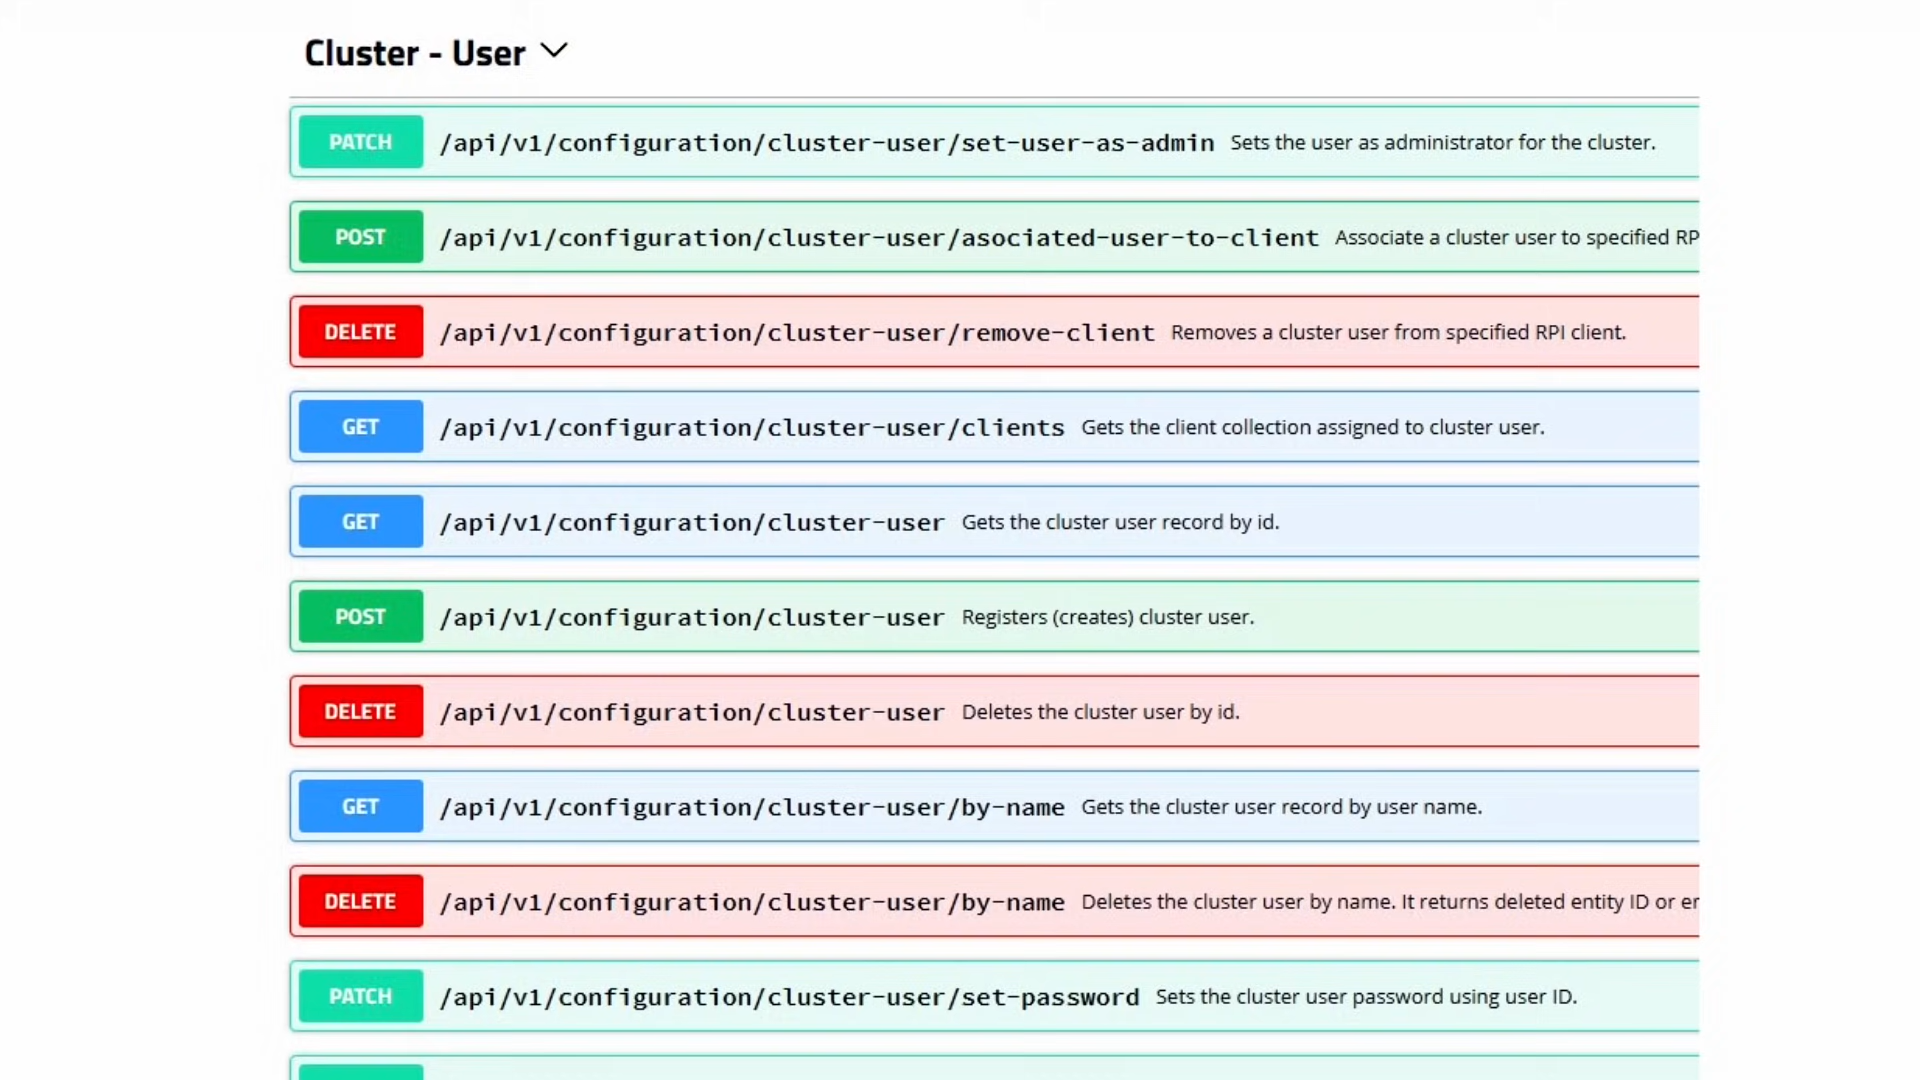 Cluster - User
PATCH /api/v1/configuration/cluster-user/set-user-as-admin Sets the user as administrator for the cluster.
POST /api/v1/configuration/cluster-user/asociated-user-to-client Associate a cluster user to specified RP
DELETE /api/v1/configuration/cluster-user/remove-client Removes a cluster user from specified RPI client.
GET /api/v1/configuration/cluster-user/clients Gets the client collection assigned to cluster user.
GET /api/v1/configuration/cluster-user Gets the cluster user record by id.
POST /api/v1/configuration/cluster-user Registers (creates) cluster user.
DELETE /api/v1/configuration/cluster-user Deletes the cluster user by id.
GET /api/v1/configuration/cluster-user/by-name Gets the cluster user record by user name.
DELETE /api/v1/configuration/cluster-user/by-name Deletes the cluster user by name. It returns deleted entity ID or er
PATCH /api/v1/configuration/cluster-user/set-password Sets the cluster user password using user ID.